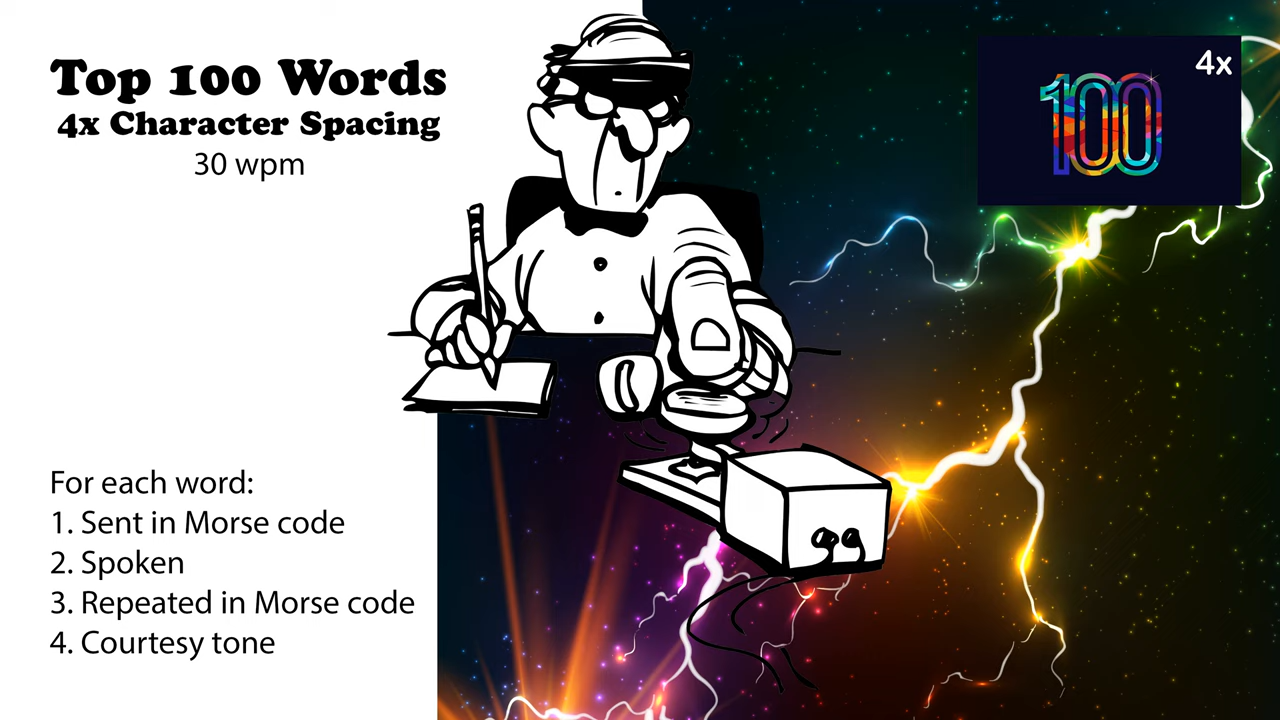 Top 100 Words
4x Character Spacing
30 wpm
4x
100
For each word:
1. Sent in Morse code
2. Spoken
3. Repeated in Morse code
4. Courtesy tone